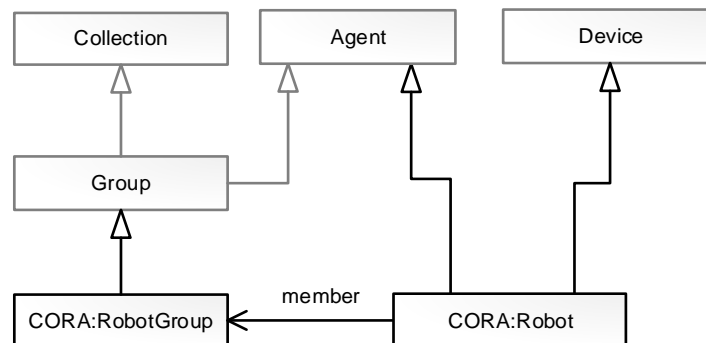 Collection
Agent
Device
Group
member
CORA:RobotGroup
CORA:Robot